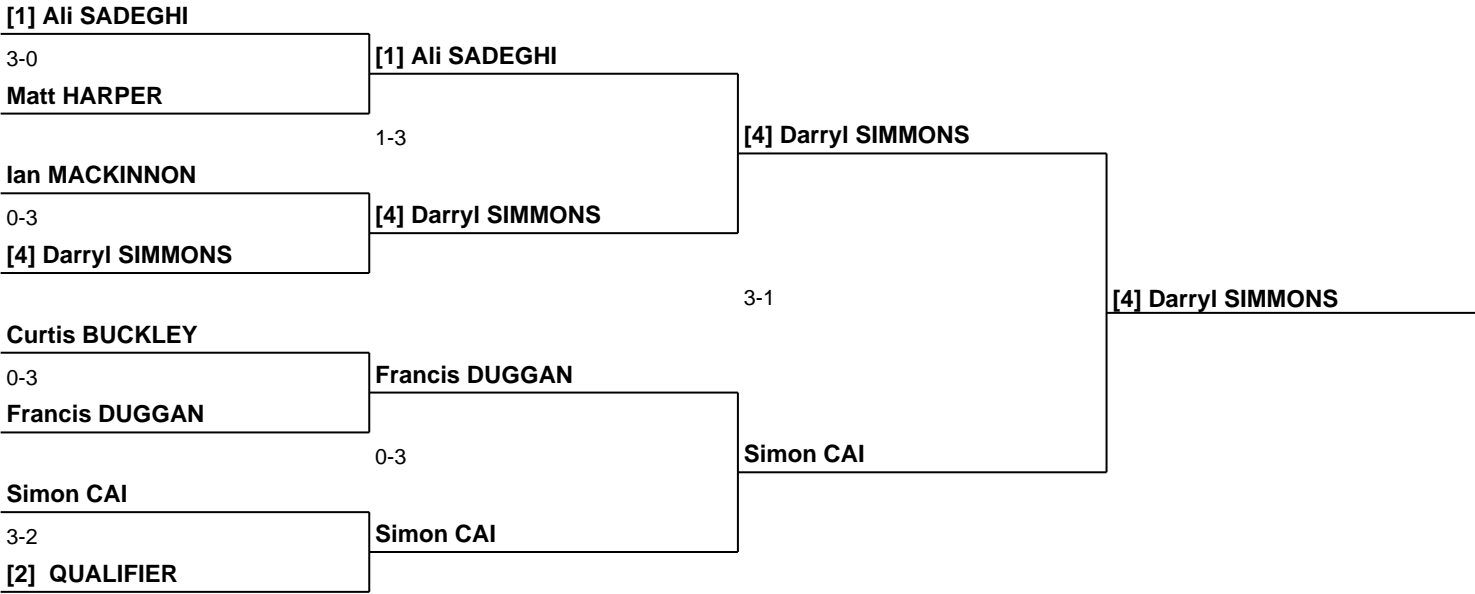 [1] Ali SADEGHI
3-0
[1] Ali SADEGHI
Matt HARPER
1-3
[4] Darryl SIMMONS
Ian MACKINNON
0-3
[4] Darryl SIMMONS
[4] Darryl SIMMONS
3-1
[4] Darryl SIMMONS
Curtis BUCKLEY
0-3
Francis DUGGAN
Francis DUGGAN
0-3
Simon CAI
Simon CAI
3-2
Simon CAI
[2] QUALIFIER